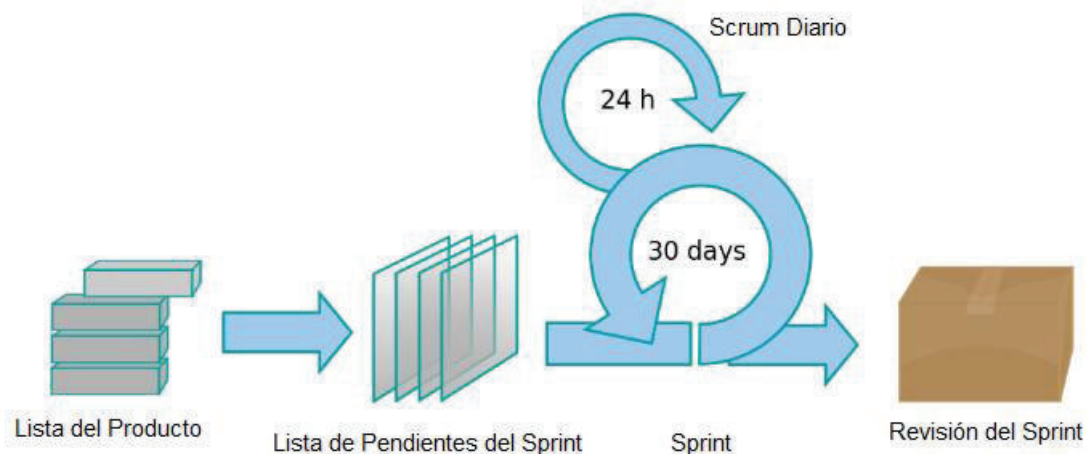 Scrum Diario
24 h
30 days
Lista del Producto
Lista de Pendientes del Sprint
Sprint
Revisión del Sprint